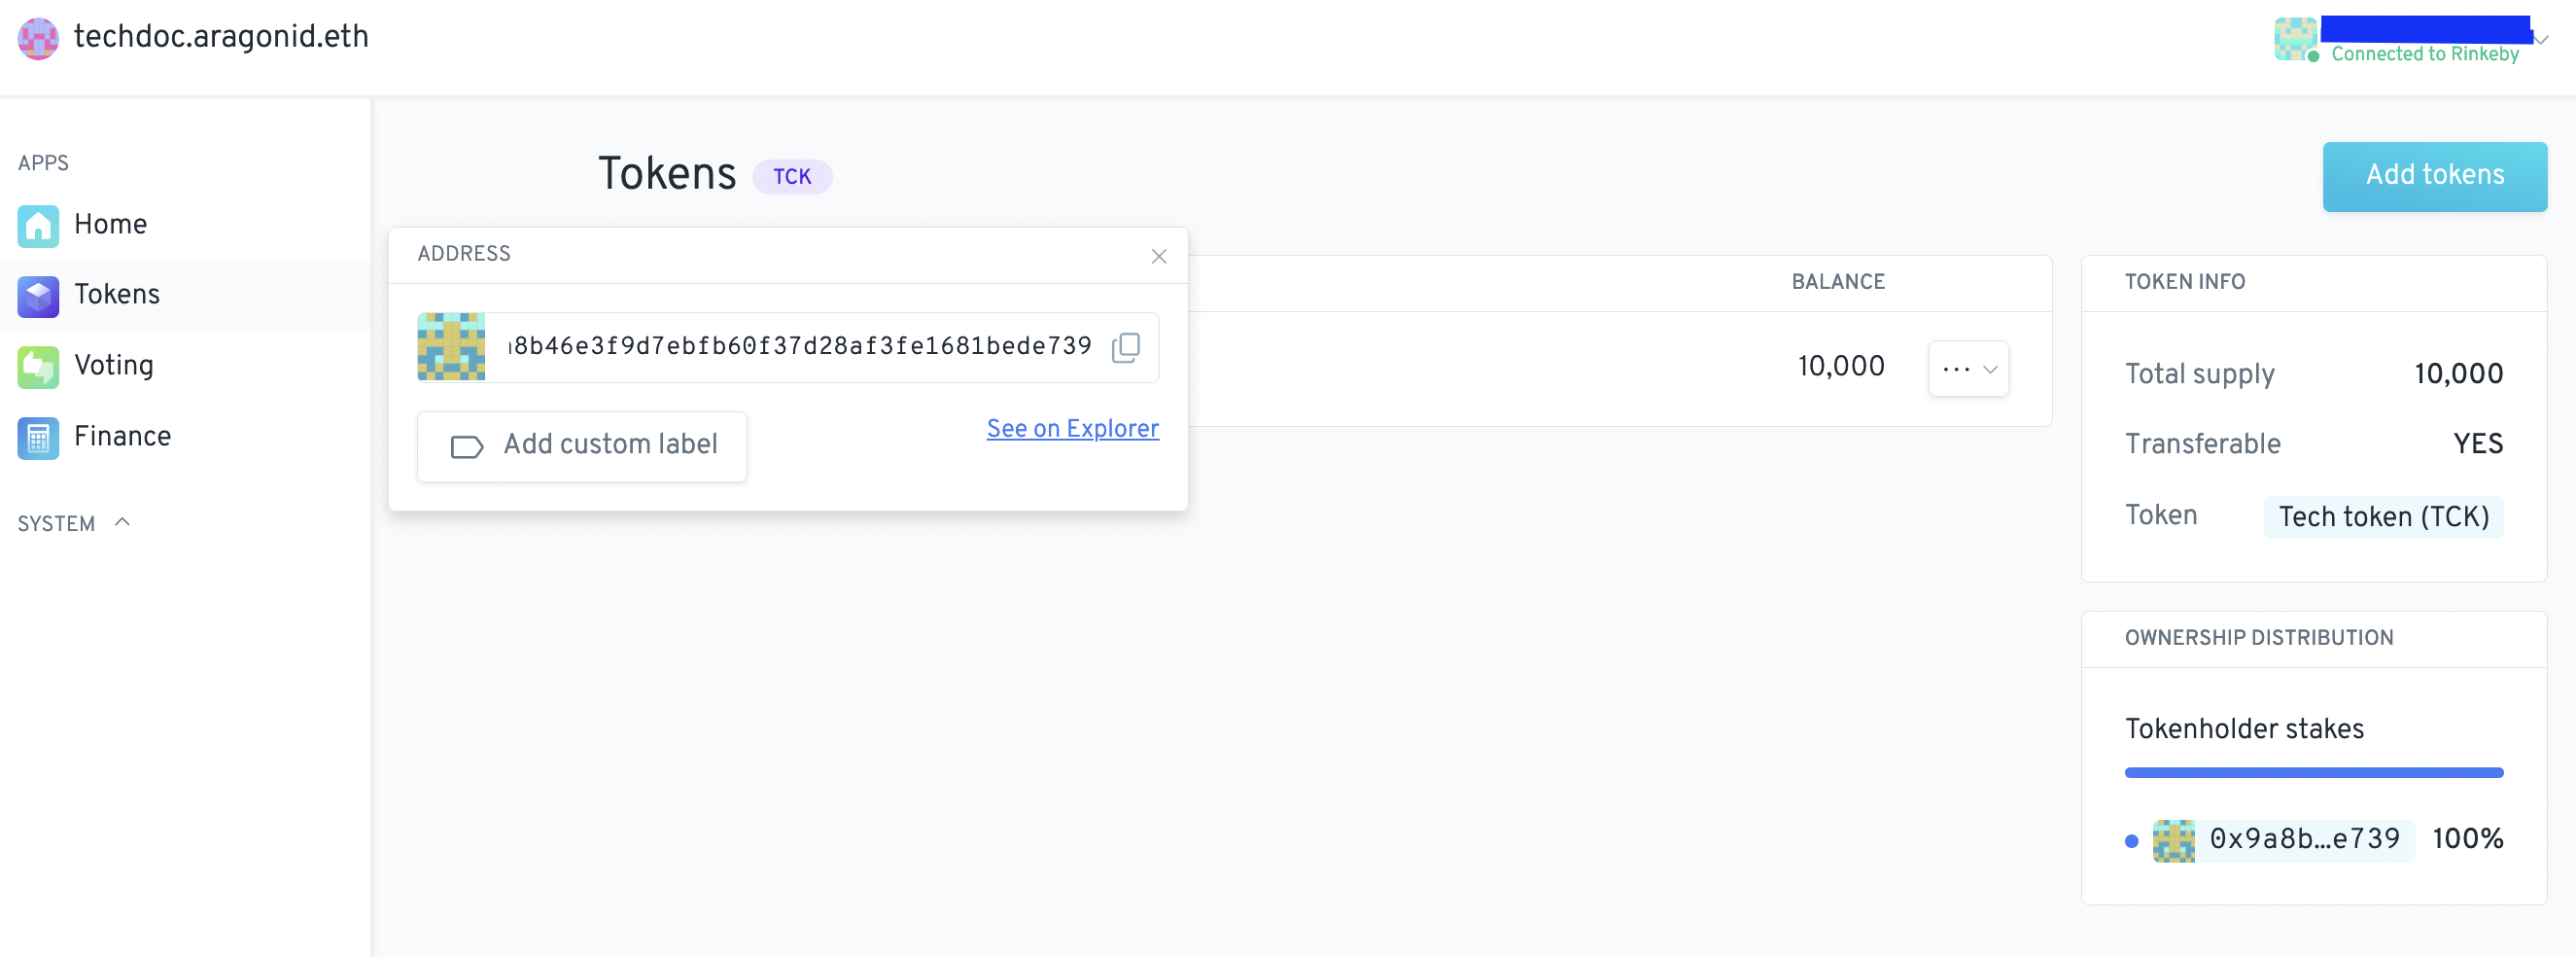 techdoc.aragonid.eth
Connected to Rinkeby
APPS
Home
Tokens
Voting
Finance
SYSTEM
Tokens TCK
Add tokens
ADDRESS
8b46e3f9d7ebfb60f37d28af3fe1681bede739
Add custom label
See on Explorer
BALANCE
10,000
TOKEN INFO
Total supply 10,000
Transferable YES
Token Tech token (TCK)
OWNERSHIP DISTRIBUTION
Tokenholder stakes
0x9a8b…e739 100%